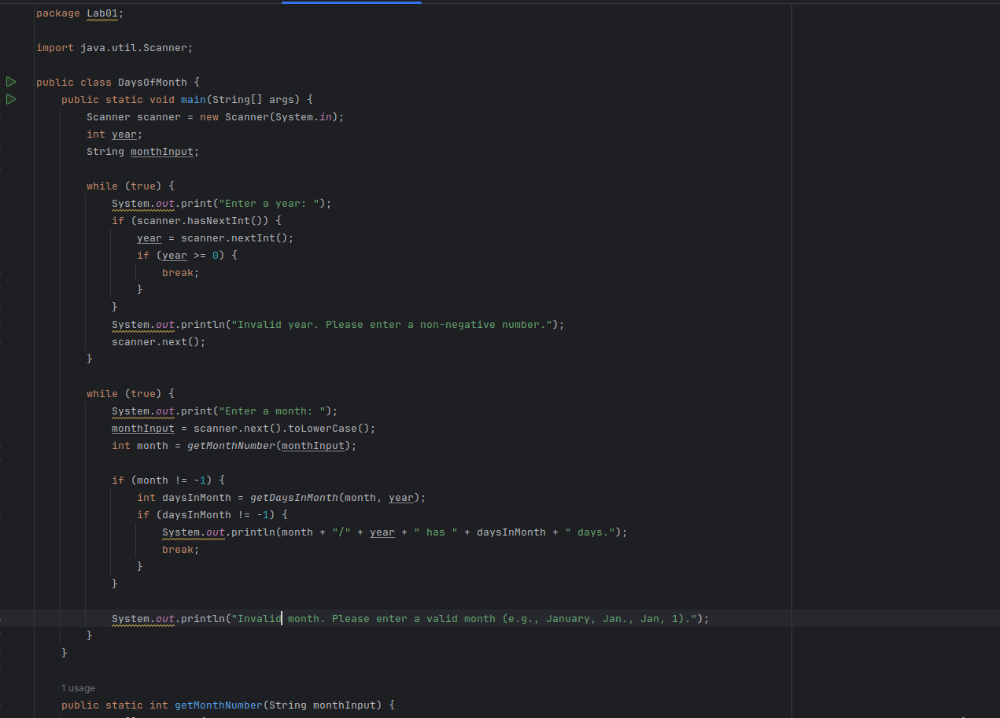 package Lab01;
import java.util.Scanner;
public class DaysOfMonth {
public static void main(String[] args) {
Scanner scanner = new Scanner(System.in);
int year;
String monthInput;
while (true) {
System.out.print("Enter a year: ");
if (scanner.hasNextInt()) {
year = scanner.nextInt();
if (year >= 0) {
break;
}
}
System.out.println("Invalid year. Please enter a non-negative number.");
scanner.next();
}
while (true) {
System.out.print("Enter a month: ");
monthInput = scanner.next().toLowerCase();
int month = getMonthNumber(monthInput);
if (month != -1) {
int daysInMonth = getDaysInMonth(month, year);
if (daysInMonth != -1) {
System.out.println(month + "/" + year + " has " + daysInMonth + " days.");
break;
}
}
System.out.println("Invalid month. Please enter a valid month (e.g., January, Jan., Jan, 1).");
}
}
1 usage
public static int getMonthNumber(String monthInput) {